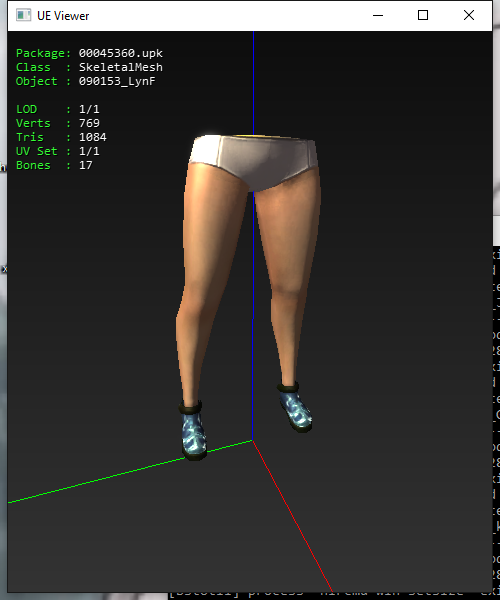 UE Viewer
Package: 00045360.upk
Class : SkeletalMesh
Object : 090153_LynF
LOD : 1/1
Verts : 769
Tris : 1084
UV Set : 1/1
Bones : 17